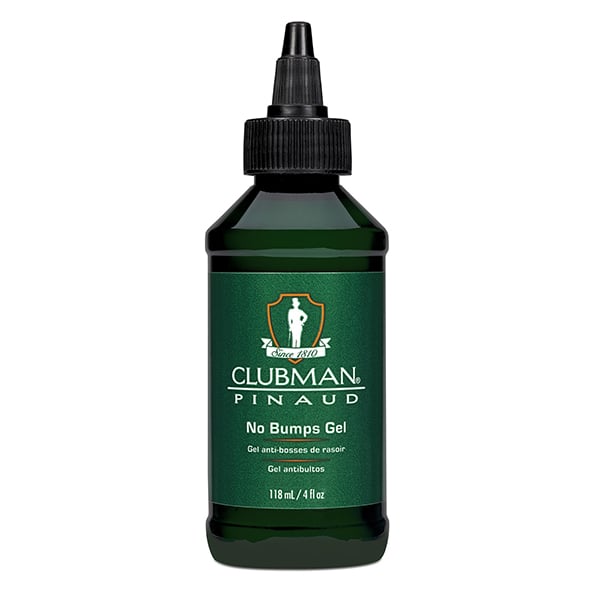 Since 1810
CLUBMAN®
PINAUD
No Bumps Gel
Gel anti-bosses de rasoir
Gel antibultos
118 mL / 4 fl oz